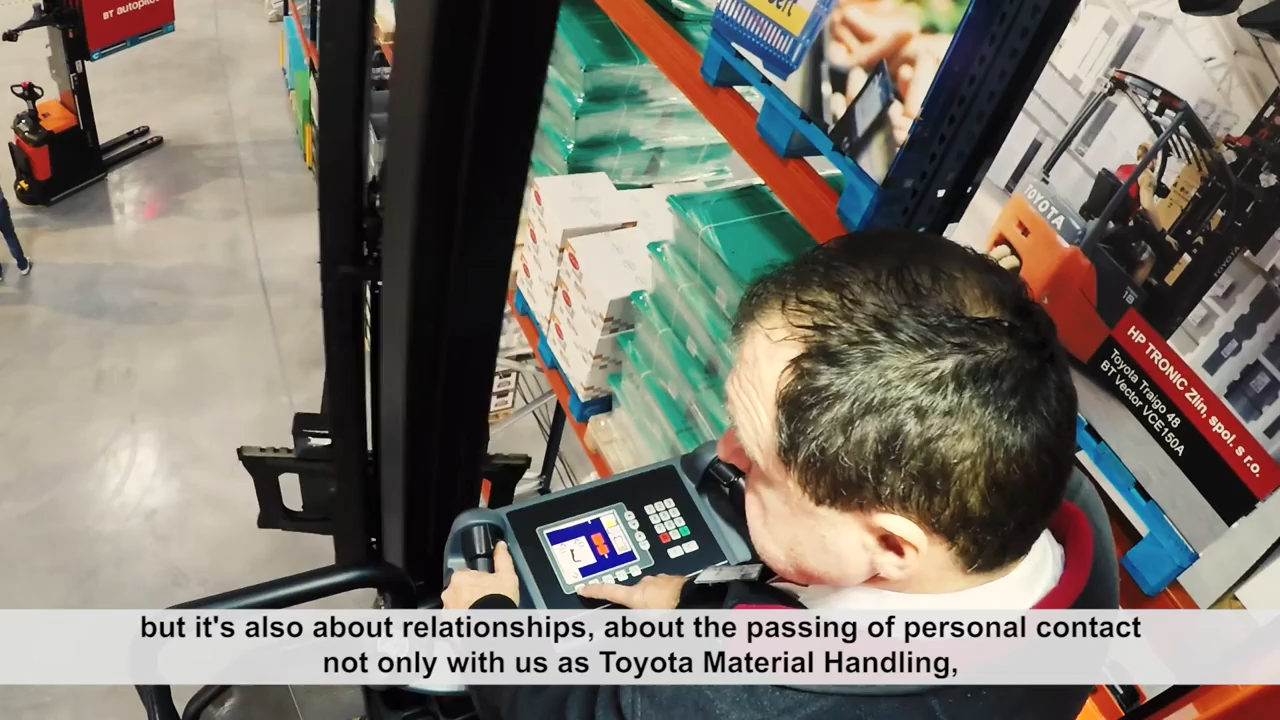 BT autopilot
TOYOTA
HP TRONIC Zlín, spol. s r.o.
Toyota Traigo 48
BT Vector VCE150A
but it's also about relationships, about the passing of personal contact
not only with us as Toyota Material Handling,